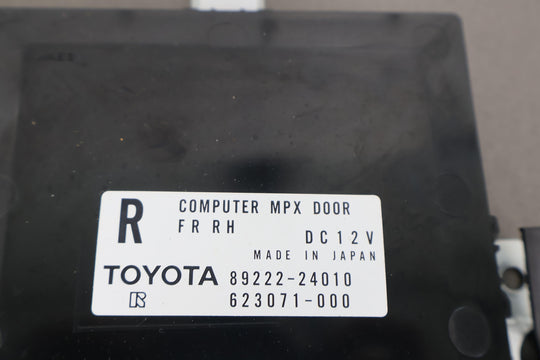 R
COMPUTER MPX DOOR
FR RH
DC12V
MADE IN JAPAN
TOYOTA 89222-24010
R 623071-000